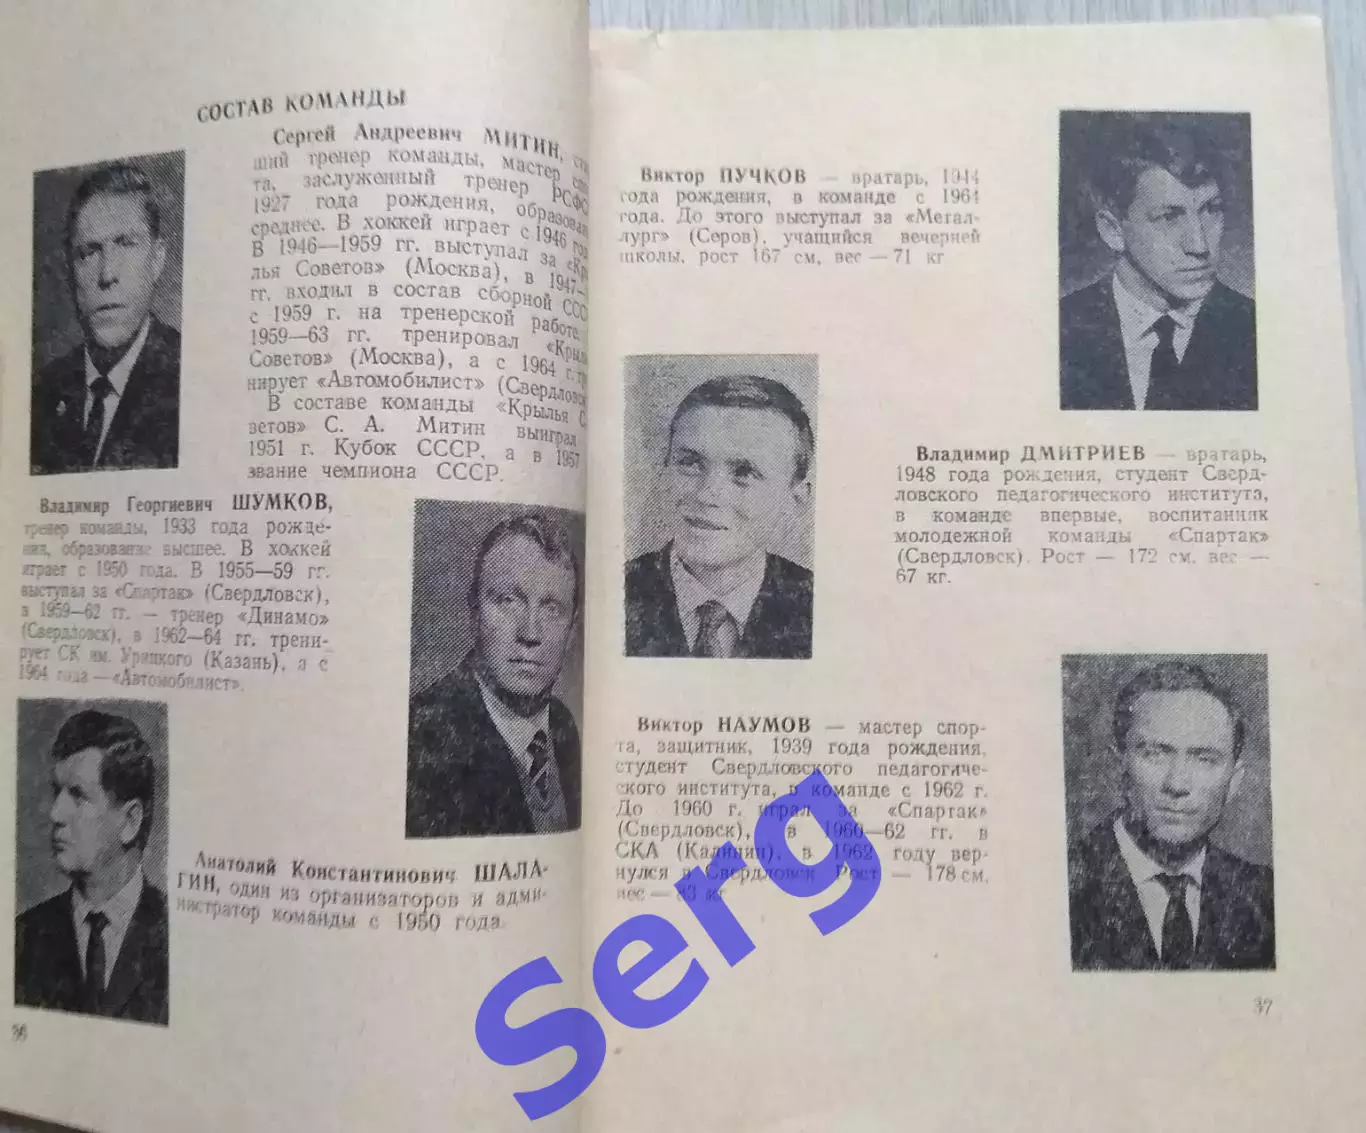 СОСТАВ КОМАНДЫ
Сергей Андреевич МИТИН,
ший тренер команды, мастер
та, заслуженный тренер РСФС
1927 года рождения, образован
среднее. В хоккей играет с 1946
В 1946—1959 гг. выступал за «Кры
лья Советов» (Москва), в 1947—
гг. входил в состав сборной СССР
с 1959 г. на тренерской работе.
1959—63 гг. тренировал «Крыль
Советов» (Москва), а с 1964 г. тре
нирует «Автомобилист» (Свердловск
В составе команды «Крылья С
ветов» С. А. Митин выиграл
1951 г. Кубок СССР, а в 1957
звание чемпиона СССР.
Владимир Георгиевич ШУМКОВ,
тренер команды, 1933 года рожде-
ния, образование высшее. В хоккей
играет с 1950 года. В 1955—59 гг.
выступал за «Спартак» (Свердловск),
в 1959—62 гг. — тренер «Динамо»
(Свердловск), в 1962—64 гг. трени-
рует СК им. Урицкого (Казань), а с
1964 года — «Автомобилист».
Анатолий Константинович ШАЛА-
ГИН, один из организаторов и адми-
нистратор команды с 1950 года.
36
Виктор ПУЧКОВ — вратарь, 1944
года рождения, в команде с 1964
года. До этого выступал за «Метал-
лург» (Серов), учащийся вечерней
школы, рост 167 см, вес — 71 кг
Владимир ДМИТРИЕВ — вратарь,
1948 года рождения, студент Сверд-
ловского педагогического института,
в команде впервые, воспитанник
молодежной команды «Спартак»
(Свердловск). Рост — 172 см, вес —
67 кг.
Виктор НАУМОВ — мастер спор-
та, защитник, 1939 года рождения,
студент Свердловского педагогиче-
ского института, в команде с 1962 г.
До 1960 г. играл за «Спартак»
(Свердловск), в 1960—62 гг. в
СКА (Калинин), в 1962 году вер-
нулся в Свердловск Рост — 178 см,
вес — 83 кг
37
Serg